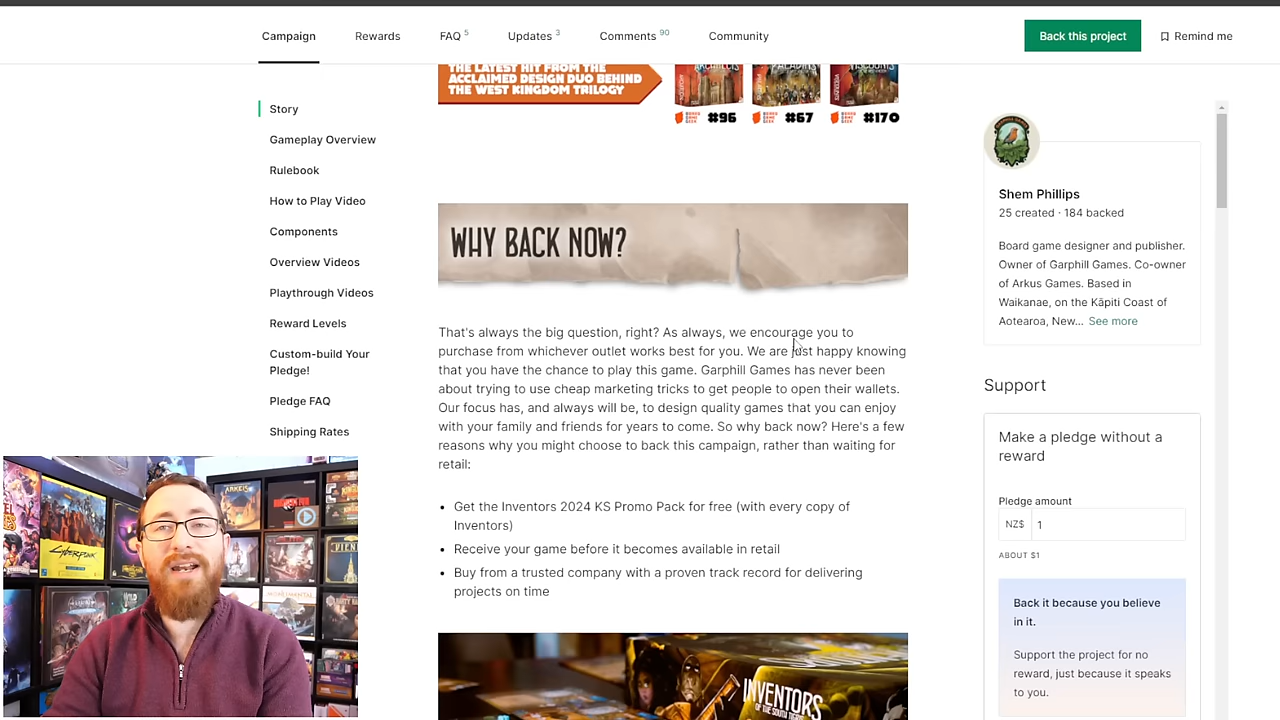 Campaign
Rewards
FAQ 5
Updates 3
Comments 90
Community
Back this project
Remind me
THE LATEST HIT FROM THE
ACCLAIMED DESIGN DUO BEHIND
THE WEST KINGDOM TRILOGY
#96
#67
#170
Story
Gameplay Overview
Rulebook
How to Play Video
Components
Overview Videos
Playthrough Videos
Reward Levels
Custom-build Your
Pledge!
Pledge FAQ
Shipping Rates
WHY BACK NOW?
That's always the big question, right? As always, we encourage you to
purchase from whichever outlet works best for you. We are just happy knowing
that you have the chance to play this game. Garphill Games has never been
about trying to use cheap marketing tricks to get people to open their wallets.
Our focus has, and always will be, to design quality games that you can enjoy
with your family and friends for years to come. So why back now? Here's a few
reasons why you might choose to back this campaign, rather than waiting for
retail:
• Get the Inventors 2024 KS Promo Pack for free (with every copy of
Inventors)
• Receive your game before it becomes available in retail
• Buy from a trusted company with a proven track record for delivering
projects on time
INVENTORS
OF THE SOUTH TIGRIS
Shem Phillips
25 created · 184 backed
Board game designer and publisher.
Owner of Garphill Games. Co-owner
of Arkus Games. Based in
Waikanae, on the Kāpiti Coast of
Aotearoa, New... See more
Support
Make a pledge without a
reward
Pledge amount
NZ$ 1
ABOUT $1
Back it because you believe
in it.
Support the project for no
reward, just because it speaks
to you.
CYBERPUNK
ARKEIS